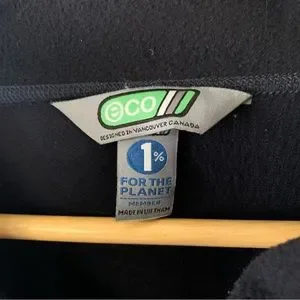 eco
DESIGNED IN VANCOUVER CANADA
1%
FOR THE
PLANET
MEMBER
MADE IN VIETNAM